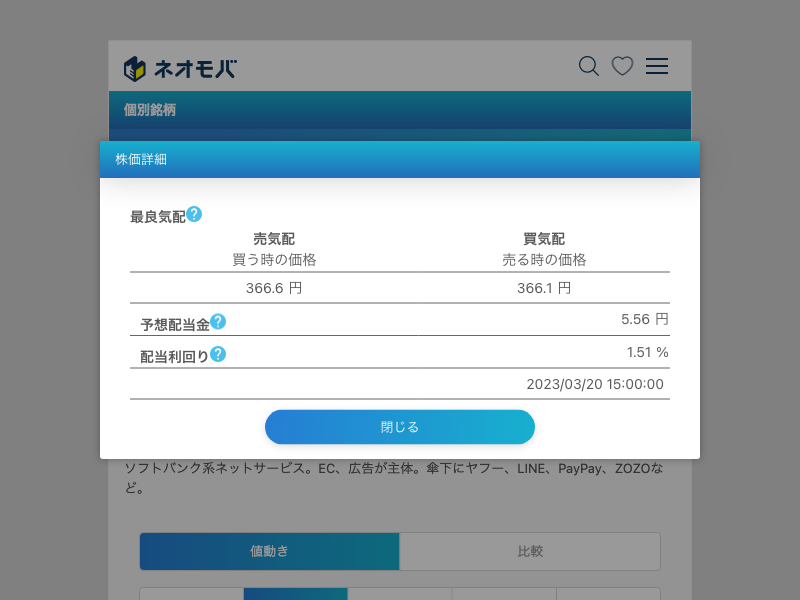 ネオモバ
個別銘柄
株価詳細
最良気配?
売気配 買気配
買う時の価格 売る時の価格
366.6 円 366.1 円
予想配当金? 5.56 円
配当利回り? 1.51 %
2023/03/20 15:00:00
閉じる
ソフトバンク系ネットサービス。EC、広告が主体。傘下にヤフー、LINE、PayPay、ZOZOな
ど。
値動き 比較